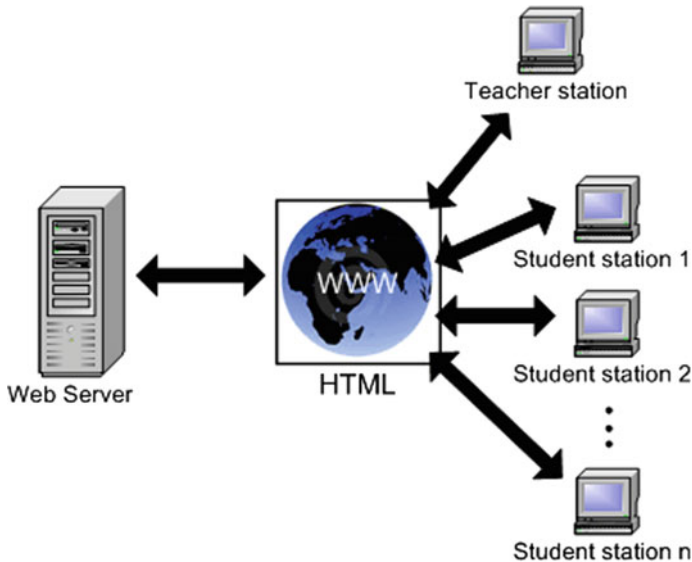 Teacher station
Student station 1
WWW
Student station 2
HTML
Web Server
Student station n